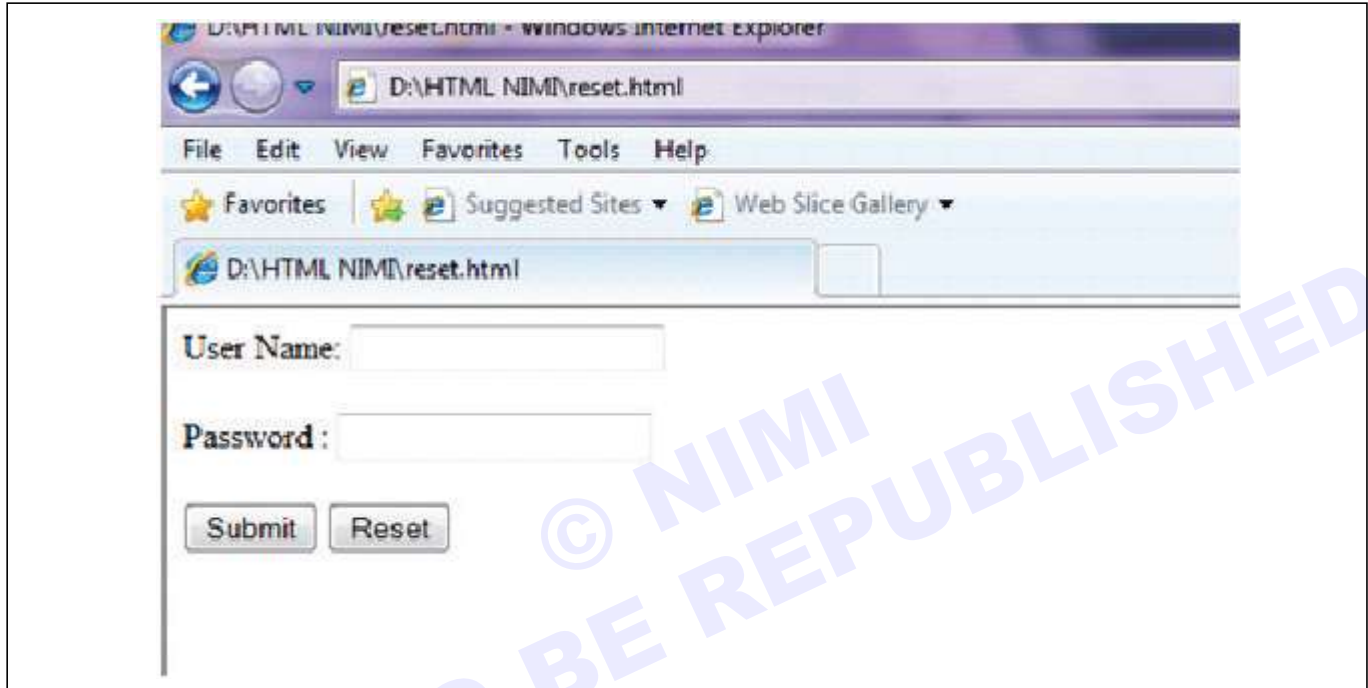 D:\HTML NIMI\reset.html - Windows Internet Explorer
D:\HTML NIMI\reset.html
File Edit View Favorites Tools Help
Favorites Suggested Sites Web Slice Gallery
D:\HTML NIMI\reset.html
User Name:
Password :
Submit Reset
© NIMI
BE REPUBLISHED